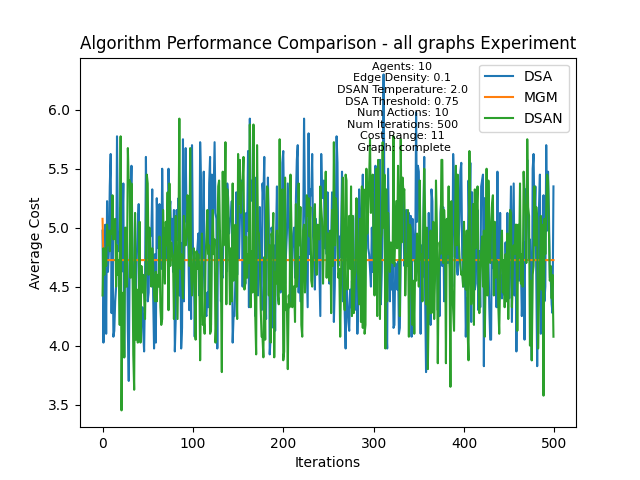 Algorithm Performance Comparison - all graphs Experiment
Agents: 10
Edge Density: 0.1
DSAN Temperature: 2.0
DSA Threshold: 0.75
Num Actions: 10
Num Iterations: 500
Cost Range: 11
Graph: complete
DSA
MGM
DSAN
Average Cost
6.0
5.5
5.0
4.5
4.0
3.5
0
100
200
300
400
500
Iterations